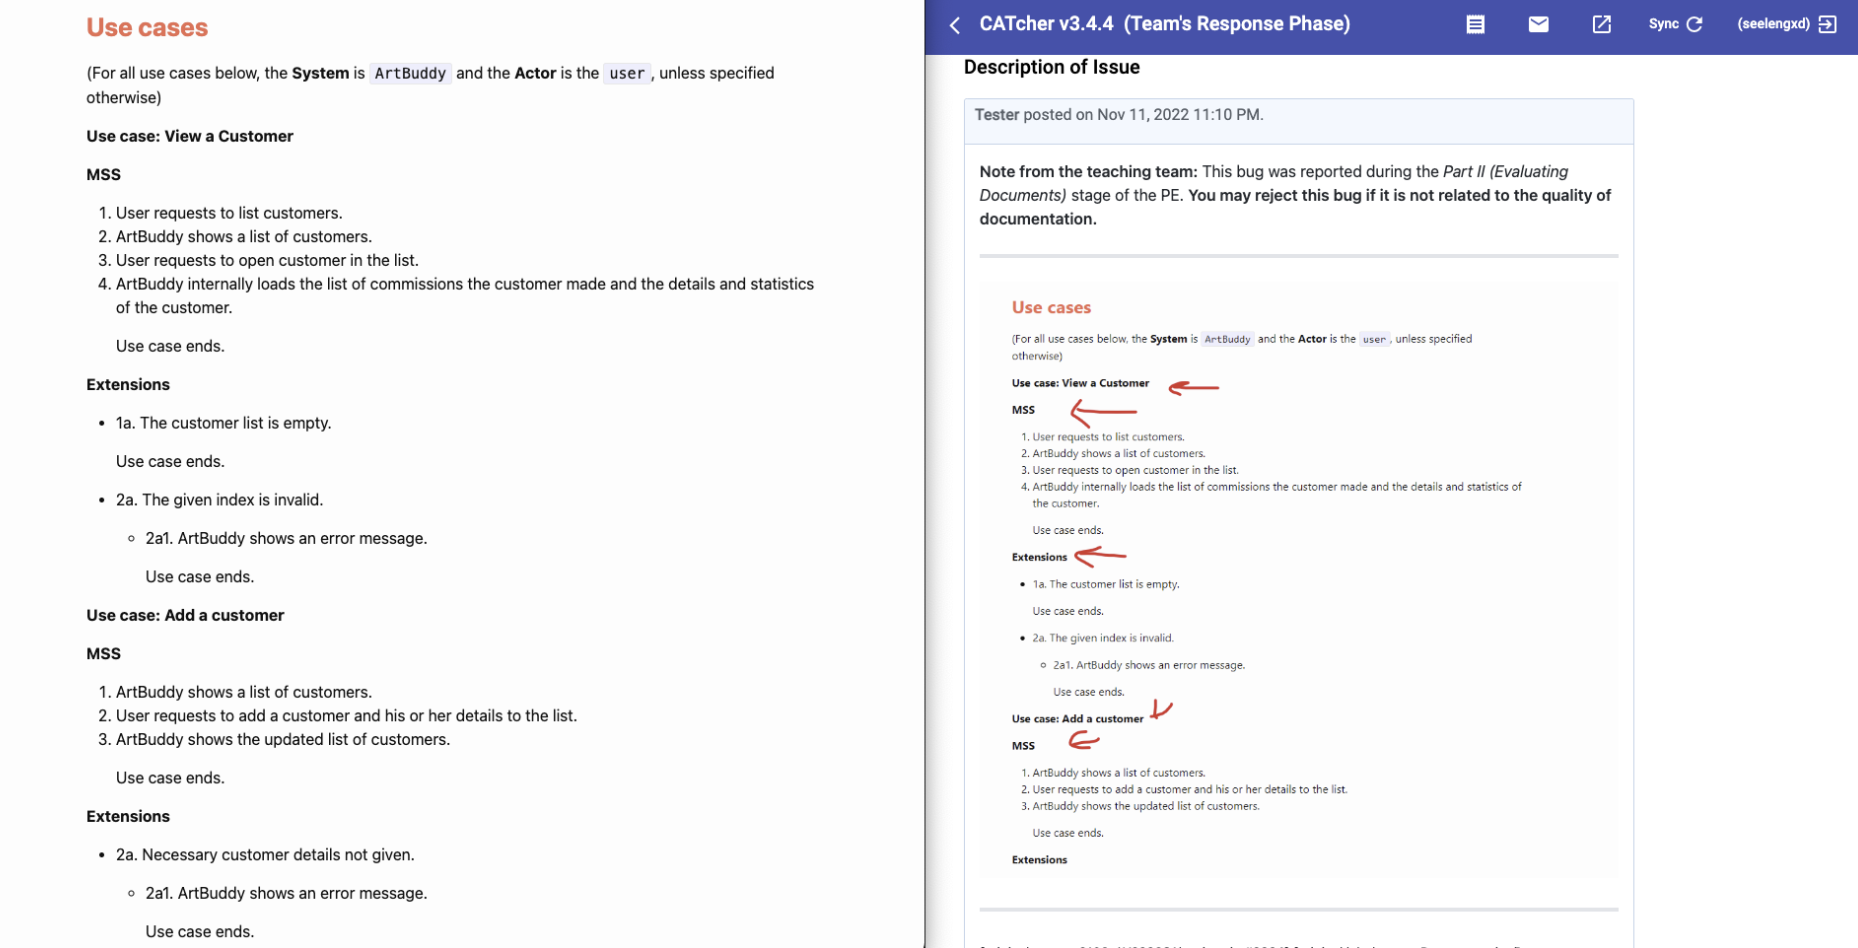 Use cases
(For all use cases below, the System is ArtBuddy and the Actor is the user, unless specified
otherwise)
Use case: View a Customer
MSS
1. User requests to list customers.
2. ArtBuddy shows a list of customers.
3. User requests to open customer in the list.
4. ArtBuddy internally loads the list of commissions the customer made and the details and statistics
of the customer.
Use case ends.
Extensions
• 1a. The customer list is empty.
Use case ends.
• 2a. The given index is invalid.
◦ 2a1. ArtBuddy shows an error message.
Use case ends.
Use case: Add a customer
MSS
1. ArtBuddy shows a list of customers.
2. User requests to add a customer and his or her details to the list.
3. ArtBuddy shows the updated list of customers.
Use case ends.
Extensions
• 2a. Necessary customer details not given.
◦ 2a1. ArtBuddy shows an error message.
Use case ends.
CATcher v3.4.4 (Team's Response Phase)
Sync
(seelengxd)
Description of Issue
Tester posted on Nov 11, 2022 11:10 PM.
Note from the teaching team: This bug was reported during the Part II (Evaluating
Documents) stage of the PE. You may reject this bug if it is not related to the quality of
documentation.
Use cases
(For all use cases below, the System is ArtBuddy and the Actor is the user, unless specified
otherwise)
Use case: View a Customer
MSS
1. User requests to list customers.
2. ArtBuddy shows a list of customers.
3. User requests to open customer in the list.
4. ArtBuddy internally loads the list of commissions the customer made and the details and statistics of
the customer.
Use case ends.
Extensions
• 1a. The customer list is empty.
Use case ends.
• 2a. The given index is invalid.
◦ 2a1. ArtBuddy shows an error message.
Use case ends.
Use case: Add a customer
MSS
1. ArtBuddy shows a list of customers.
2. User requests to add a customer and his or her details to the list.
3. ArtBuddy shows the updated list of customers.
Use case ends.
Extensions